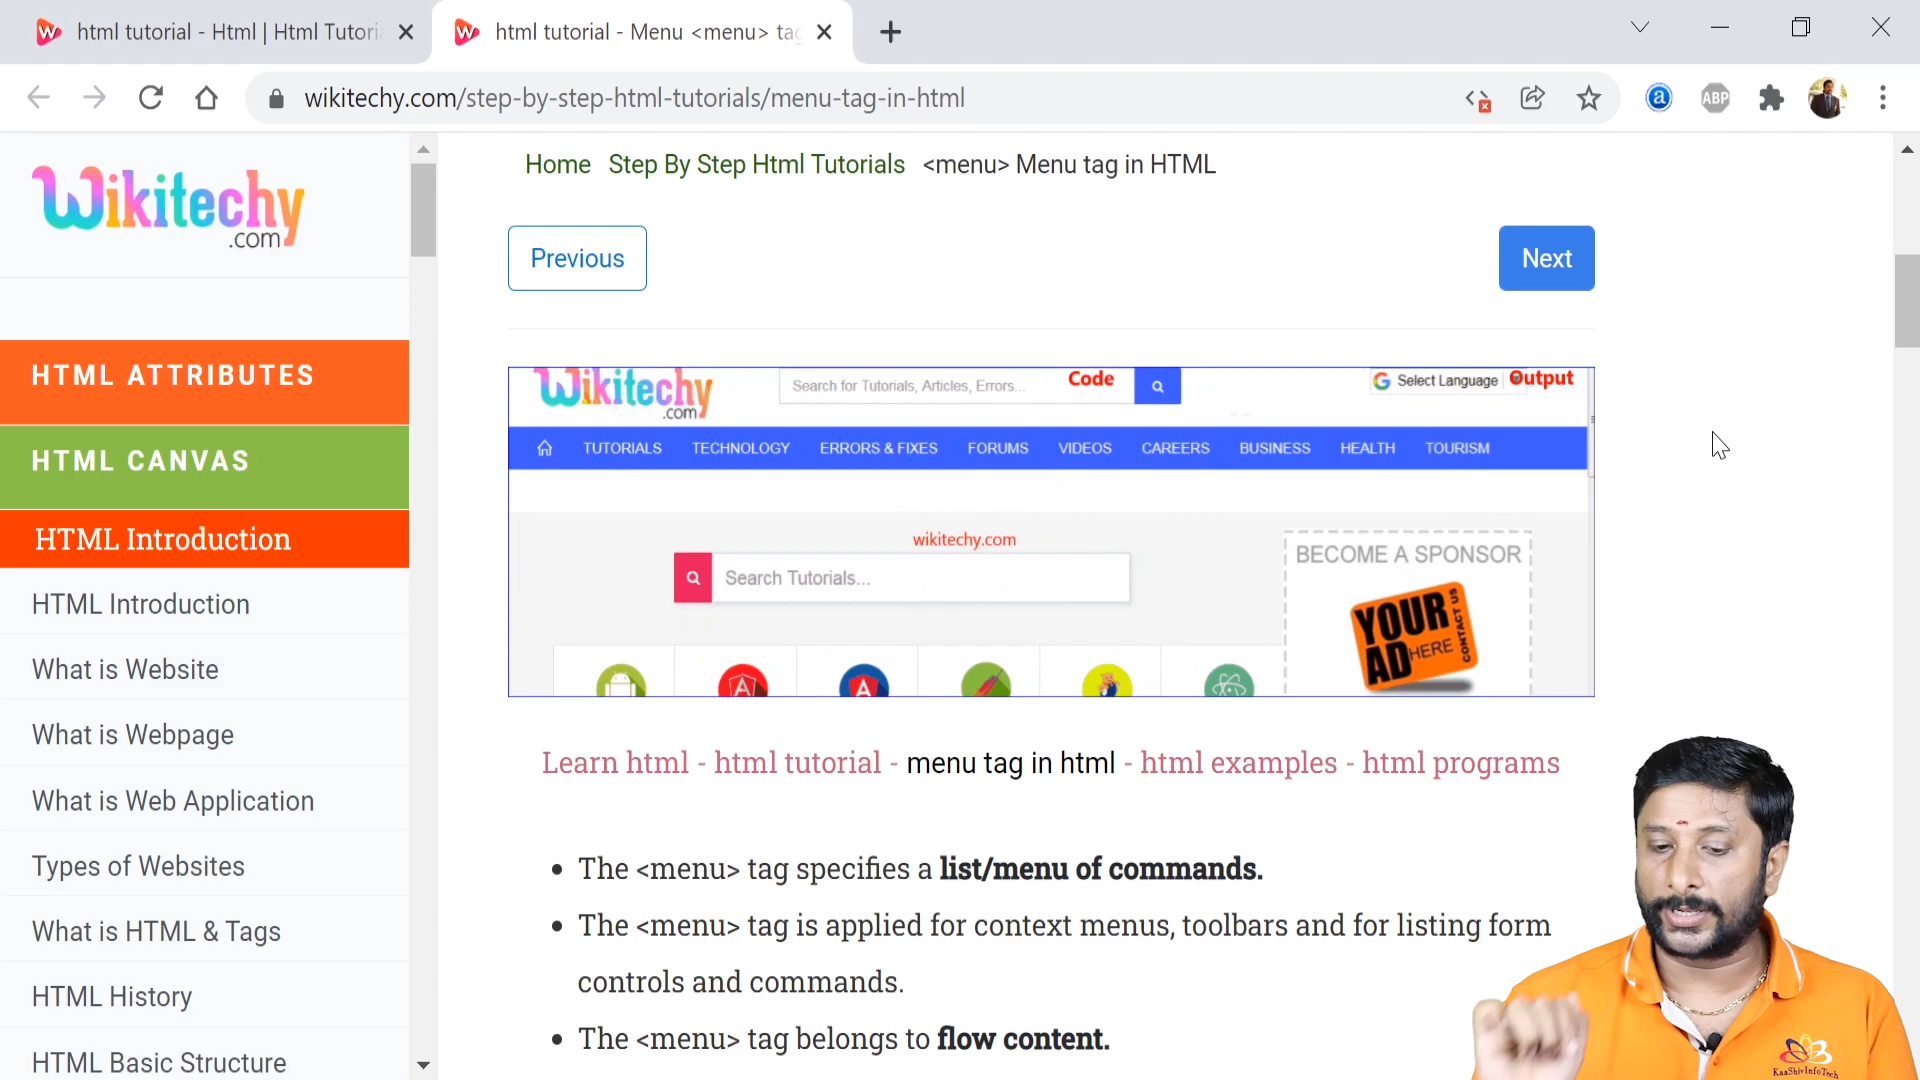 html tutorial - Html | Html Tutori
html tutorial - Menu <menu> tag
wikitechy.com/step-by-step-html-tutorials/menu-tag-in-html
a
ABP
Wikitechy
.com
HTML ATTRIBUTES
HTML CANVAS
HTML Introduction
HTML Introduction
What is Website
What is Webpage
What is Web Application
Types of Websites
What is HTML & Tags
HTML History
HTML Basic Structure
Home Step By Step Html Tutorials <menu> Menu tag in HTML
Previous
Next
Wikitechy
.com
Search for Tutorials, Articles, Errors...
Code
Select Language
Output
TUTORIALS TECHNOLOGY ERRORS & FIXES FORUMS VIDEOS CAREERS BUSINESS HEALTH TOURISM
wikitechy.com
Search Tutorials...
BECOME A SPONSOR
YOUR
AD HERE
CONTACT US
Learn html - html tutorial - menu tag in html - html examples - html programs
• The <menu> tag specifies a list/menu of commands.
• The <menu> tag is applied for context menus, toolbars and for listing form
controls and commands.
• The <menu> tag belongs to flow content.
KaaShivInfoTech